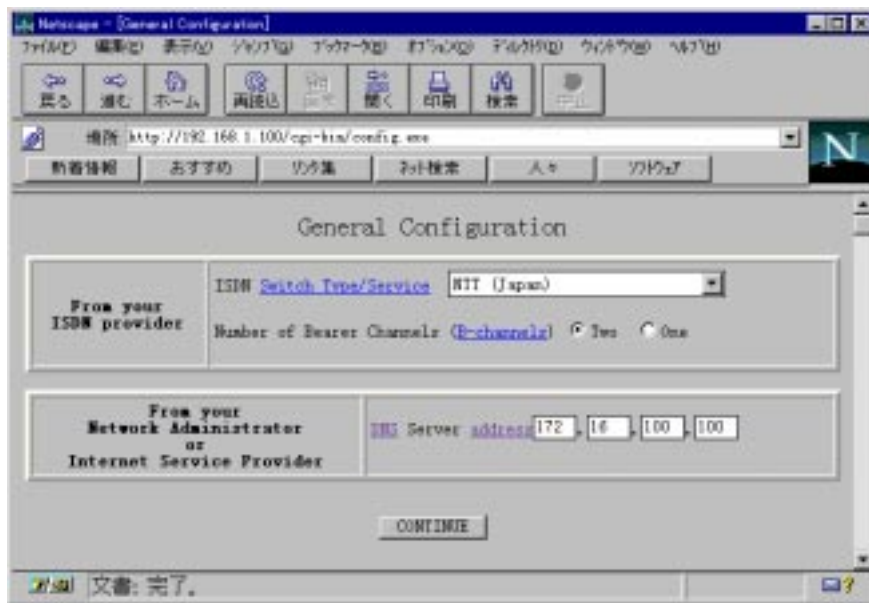 Netscape - [General Configuration]
ファイル(F) 編集(E) 表示(V) ジャンプ(G) ブックマーク(B) オプション(O) ディレクトリ(D) ウィンドウ(W) ヘルプ(H)
戻る 進む ホーム 再読込 画像 開く 印刷 検索 中止
場所 http://192.168.1.100/cgi-bin/config.exe
新着情報 おすすめ リンク集 ネット検索 人々 ソフトウェア
N
General Configuration
From your
ISDN provider
ISDN Switch Type/Service NTT (Japan)
Number of Bearer Channels (B-channels) Two One
From your
Network Administrator
or
Internet Service Provider
DNS Server address 172 . 16 . 100 . 100
CONTINUE
文書: 完了。